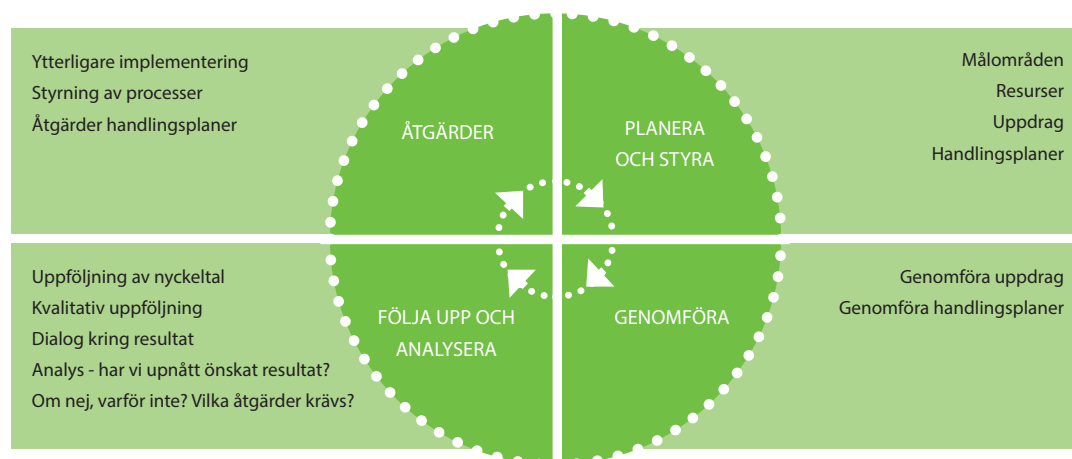 Ytterligare implementering
Styrning av processer
Åtgärder handlingsplaner
ÅTGÄRDER
PLANERA
OCH STYRA
Målområden
Resurser
Uppdrag
Handlingsplaner
Uppföljning av nyckeltal
Kvalitativ uppföljning
Dialog kring resultat
Analys - har vi upnått önskat resultat?
Om nej, varför inte? Vilka åtgärder krävs?
FÖLJA UPP OCH
ANALYSERA
GENOMFÖRA
Genomföra uppdrag
Genomföra handlingsplaner